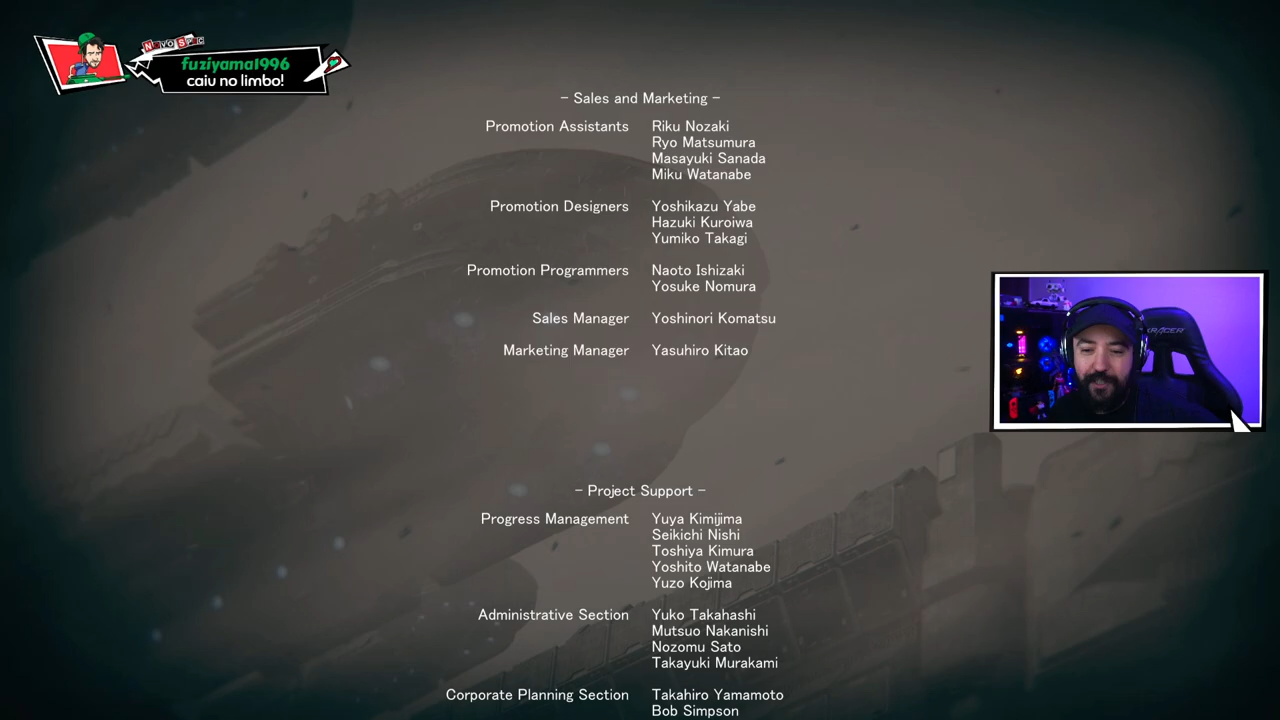 Novo Spec
fuziyama1996
caiu no limbo!
- Sales and Marketing -
Promotion Assistants Riku Nozaki
Ryo Matsumura
Masayuki Sanada
Miku Watanabe
Promotion Designers Yoshikazu Yabe
Hazuki Kuroiwa
Yumiko Takagi
Promotion Programmers Naoto Ishizaki
Yosuke Nomura
Sales Manager Yoshinori Komatsu
Marketing Manager Yasuhiro Kitao
- Project Support -
Progress Management Yuya Kimijima
Seikichi Nishi
Toshiya Kimura
Yoshito Watanabe
Yuzo Kojima
Administrative Section Yuko Takahashi
Mutsuo Nakanishi
Nozomu Sato
Takayuki Murakami
Corporate Planning Section Takahiro Yamamoto
Bob Simpson